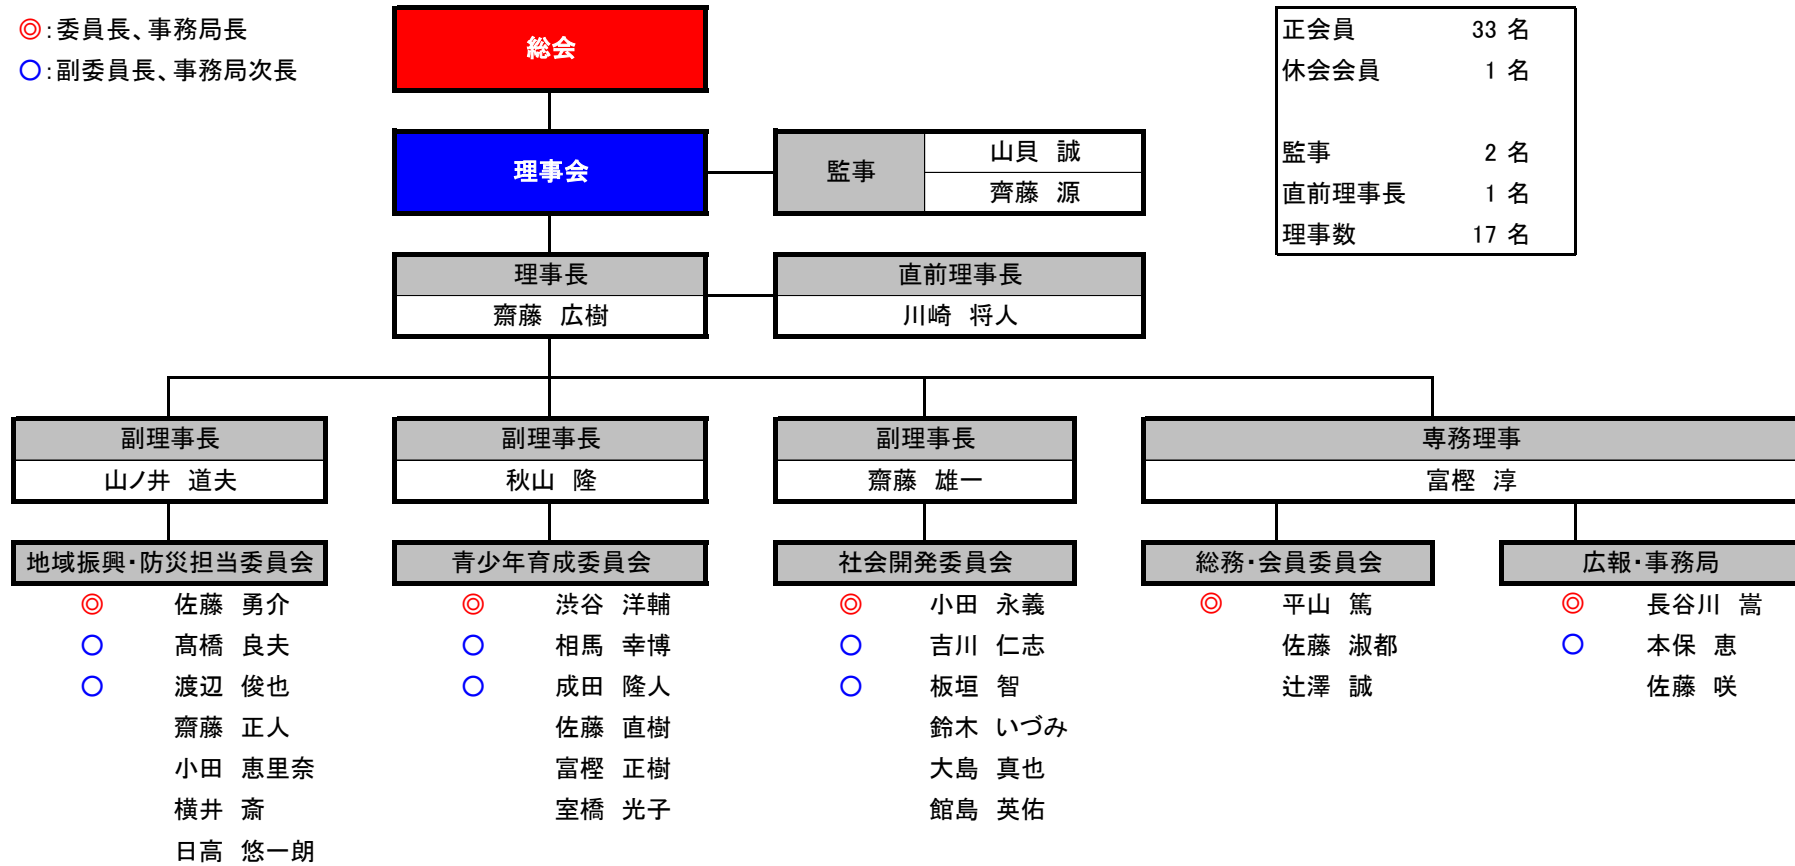 ◎:委員長、事務局長
○:副委員長、事務局次長
総会
正会員 33 名
休会会員 1 名
監事 2 名
直前理事長 1 名
理事数 17 名
理事会
監事
山貝 誠
齊藤 源
理事長
齋藤 広樹
直前理事長
川崎 将人
副理事長
山ノ井 道夫
副理事長
秋山 隆
副理事長
齋藤 雄一
専務理事
富樫 淳
地域振興・防災担当委員会
◎ 佐藤 勇介
○ 髙橋 良夫
○ 渡辺 俊也
齋藤 正人
小田 恵里奈
横井 斎
日高 悠一朗
青少年育成委員会
◎ 渋谷 洋輔
○ 相馬 幸博
○ 成田 隆人
佐藤 直樹
富樫 正樹
室橋 光子
社会開発委員会
◎ 小田 永義
○ 吉川 仁志
○ 板垣 智
鈴木 いづみ
大島 真也
館島 英佑
総務・会員委員会
◎ 平山 篤
佐藤 淑都
辻澤 誠
広報・事務局
◎ 長谷川 嵩
○ 本保 恵
佐藤 咲